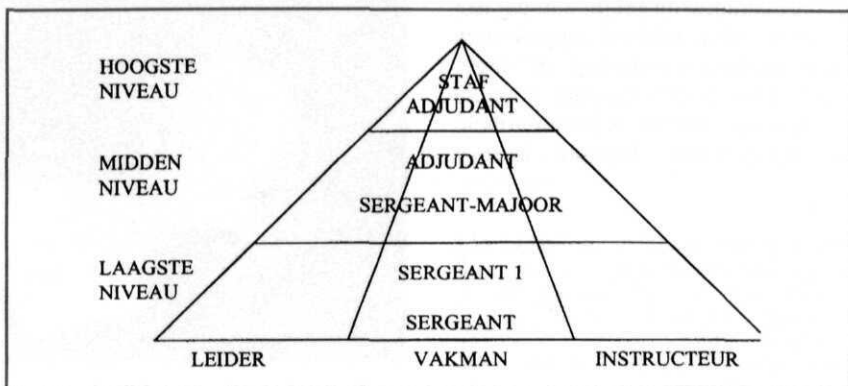 HOOGSTE
NIVEAU
STAF
ADJUDANT
MIDDEN
NIVEAU
ADJUDANT
SERGEANT-MAJOOR
LAAGSTE
NIVEAU
SERGEANT 1
SERGEANT
LEIDER VAKMAN INSTRUCTEUR